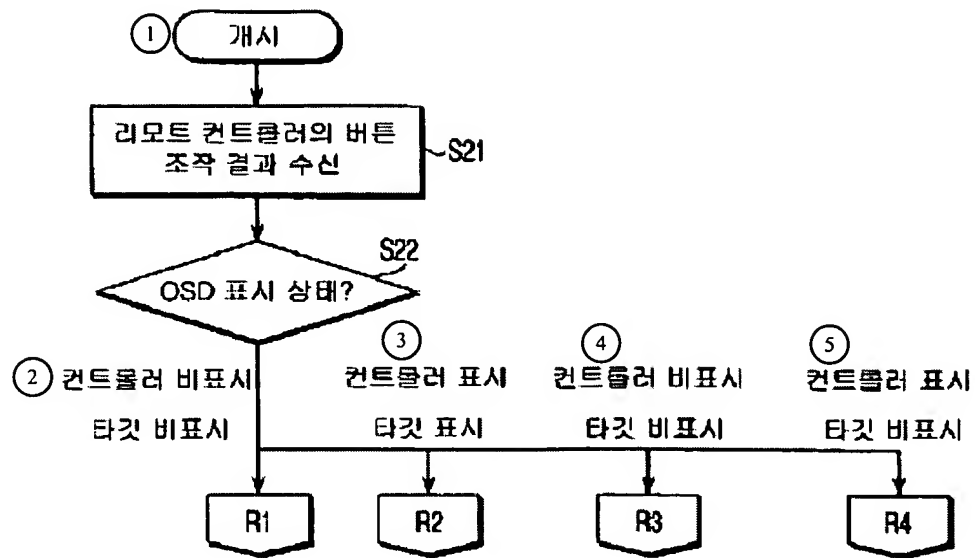 1 개시
리모트 컨트롤러의 버튼
조작 결과 수신
S21
S22
OSD 표시 상태?
2 컨트롤러 비표시
타깃 비표시
3
컨트롤러 표시
타깃 표시
4
컨트롤러 비표시
타깃 비표시
5
컨트롤러 표시
타깃 비표시
R1
R2
R3
R4